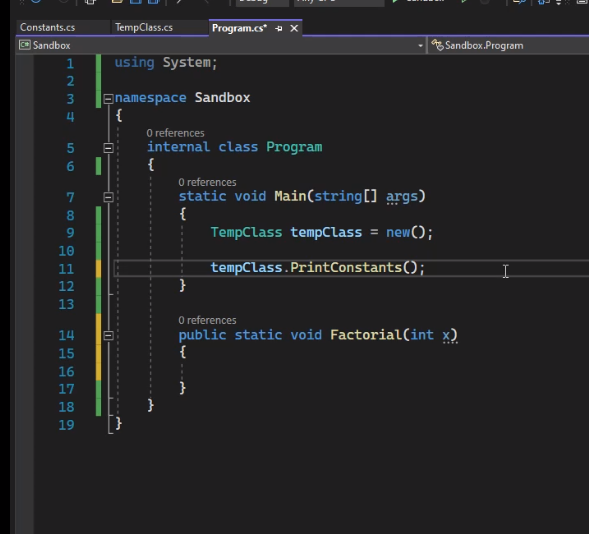 Constants.cs TempClass.cs Program.cs*
Sandbox Sandbox.Program
1 using System;
2
3 namespace Sandbox
4 {
0 references
5 internal class Program
6 {
0 references
7 static void Main(string[] args)
8 {
9 TempClass tempClass = new();
10
11 tempClass.PrintConstants();
12 }
13
0 references
14 public static void Factorial(int x)
15 {
16
17 }
18 }
19 }